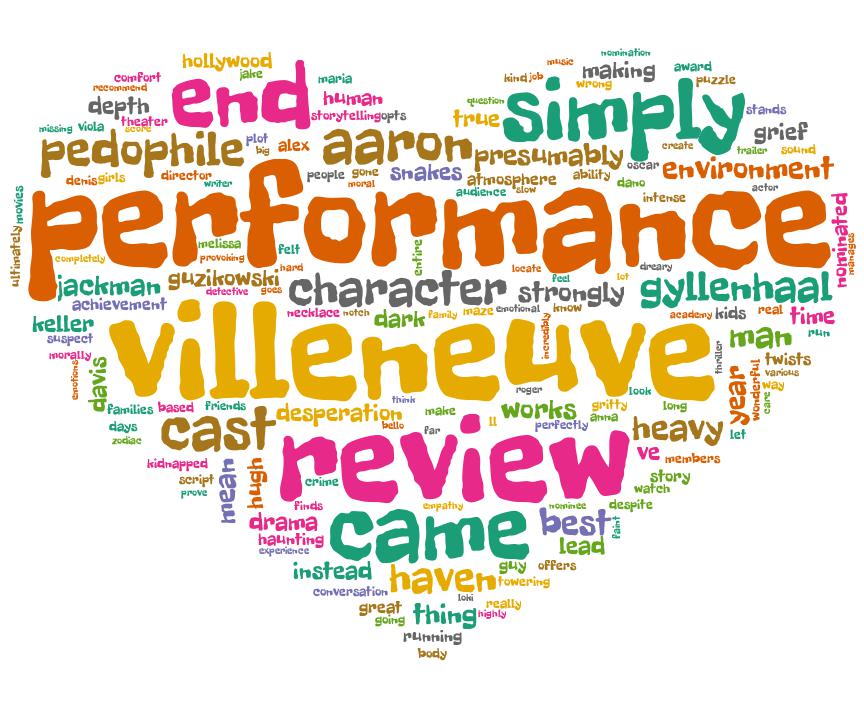 nomination
music
hollywood
jake
maria
comfort
recommend
kind job
making
award
wrong
puzzle
depth
end
human
storytelling opts
question
true
simply
stands
theater
score
missing viola
grief
pedophile
plot
big
alex
aaron
presumably
create
trailer
sound
oscar
environment
denis girls
director
writer
people
gone
moral
snakes
atmosphere
ability
dano
actor
audience
slow
intense
movies
ultimately
performance
nominated
manages
melissa
provoking
felt
entire
completely
hard
locate
dreary
jackman
guzikowski
detective
goes
character
strongly
feel
lot
gyllenhaal
achievement
necklace
notch
dark
family
maze
emotional
know
incredibly
academy
kids
real
time
keller
suspect
run
man
morally
emotions
villeneuve
thriller
twists
various
davis
year
wonderful
way
care
roger
look
families
based
friends
think
desperation
make
works
gritty
anna
long
days
zodiac
cast
bello
far
ll
perfectly
heavy
let
review
kidnapped
script
prove
mean
hugh
crime
ve
members
story
watch
finds
empathy
nominee
despite
drama
haunting
experience
came
best
faint
lead
instead
haven
guy
offers
towering
conversation
loki
great
going
thing
really
highly
running
body